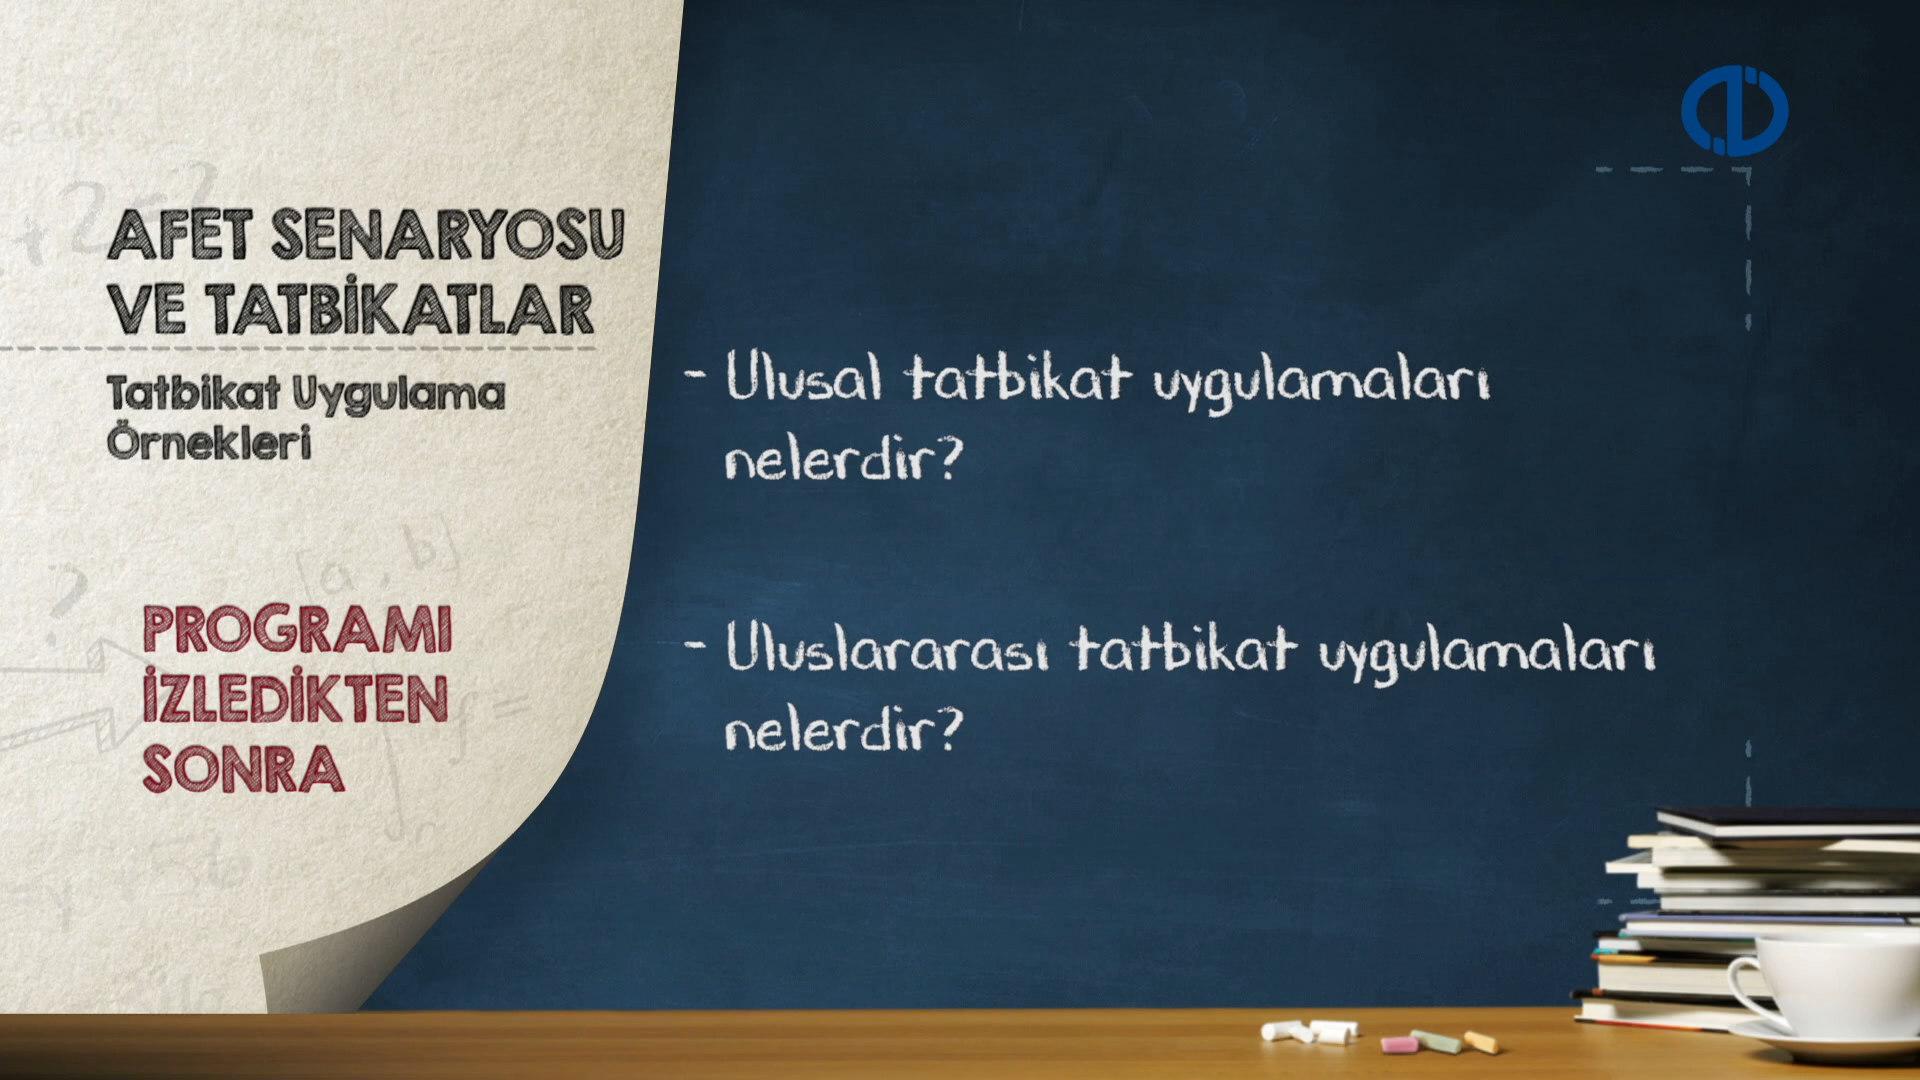 AFET SENARYOSU
VE TATBİKATLAR
Tatbikat Uygulama
Örnekleri
PROGRAMI
İZLEDİKTEN
SONRA
- Ulusal tatbikat uygulamaları
nelerdir?
- Uluslararası tatbikat uygulamaları
nelerdir?